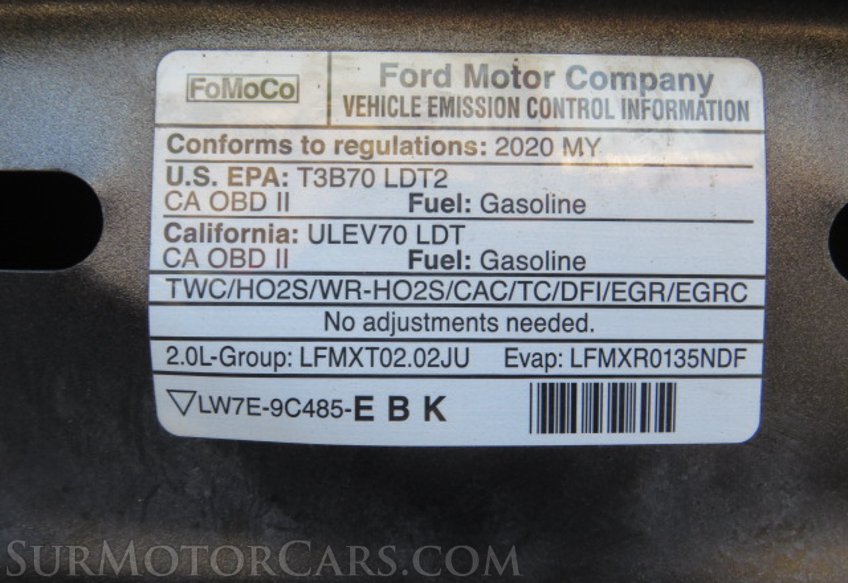 FoMoCo
Ford Motor Company
VEHICLE EMISSION CONTROL INFORMATION
Conforms to regulations: 2020 MY
U.S. EPA: T3B70 LDT2
CA OBD II Fuel: Gasoline
California: ULEV70 LDT
CA OBD II Fuel: Gasoline
TWC/HO2S/WR-HO2S/CAC/TC/DFI/EGR/EGRC
No adjustments needed.
2.0L-Group: LFMXT02.02JU Evap: LFMXR0135NDF
▽LW7E-9C485-E B K
SURMOTORCARS.COM